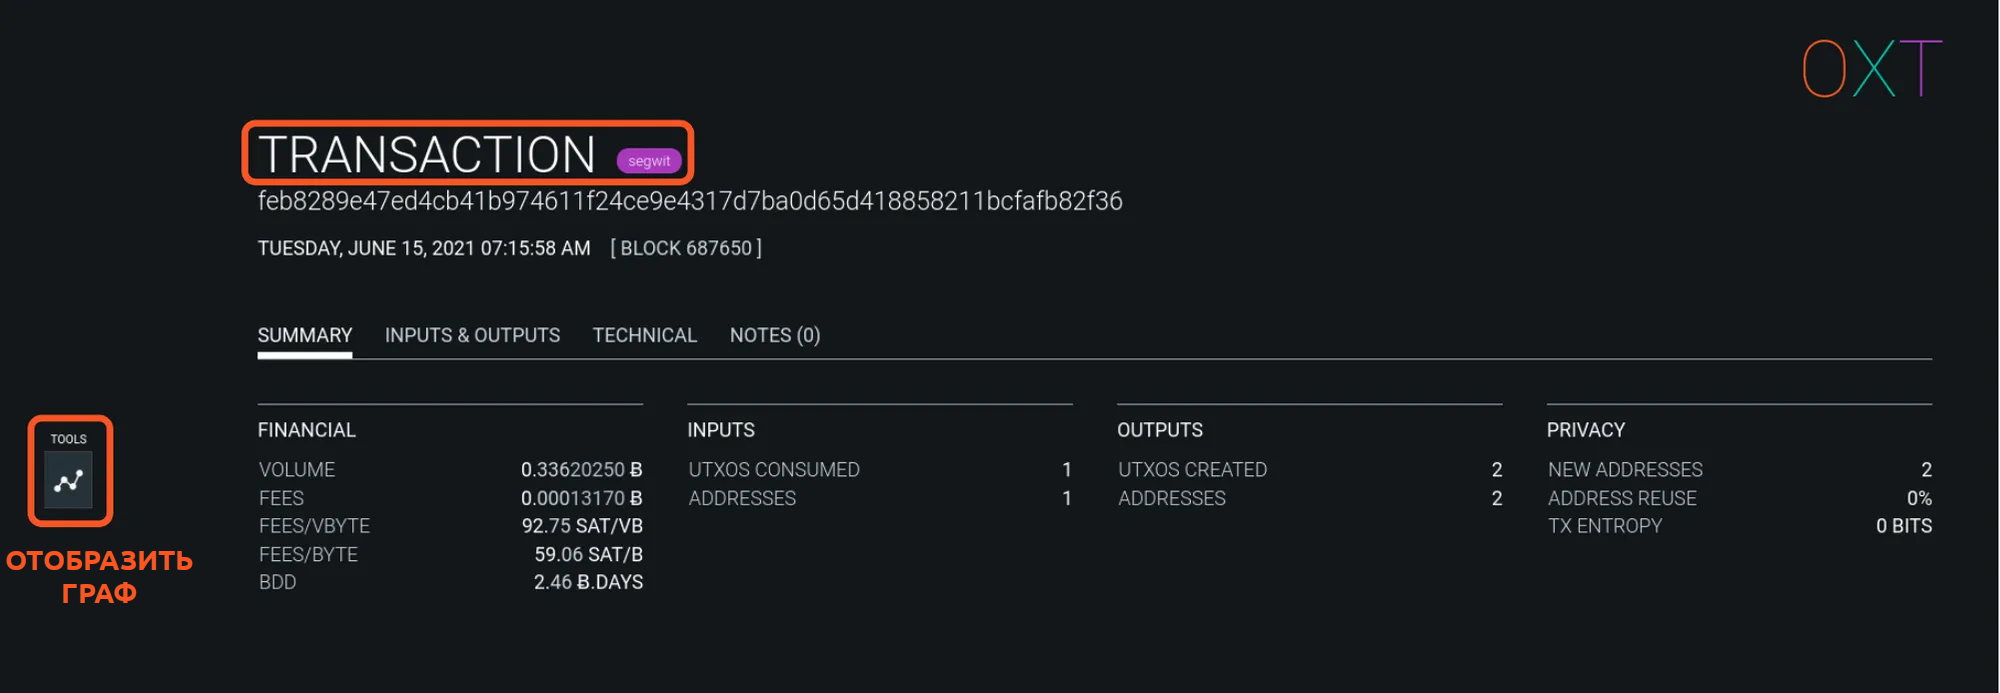 OXT
TRANSACTION segwit
feb8289e47ed4cb41b974611f24ce9e4317d7ba0d65d418858211bcfafb82f36
TUESDAY, JUNE 15, 2021 07:15:58 AM [ BLOCK 687650 ]
SUMMARY INPUTS & OUTPUTS TECHNICAL NOTES (0)
TOOLS
ОТОБРАЗИТЬ
ГРАФ
FINANCIAL
VOLUME 0.33620250 Ƀ
FEES 0.00013170 Ƀ
FEES/VBYTE 92.75 SAT/VB
FEES/BYTE 59.06 SAT/B
BDD 2.46 Ƀ.DAYS
INPUTS
UTXOS CONSUMED 1
ADDRESSES 1
OUTPUTS
UTXOS CREATED 2
ADDRESSES 2
PRIVACY
NEW ADDRESSES 2
ADDRESS REUSE 0%
TX ENTROPY 0 BITS